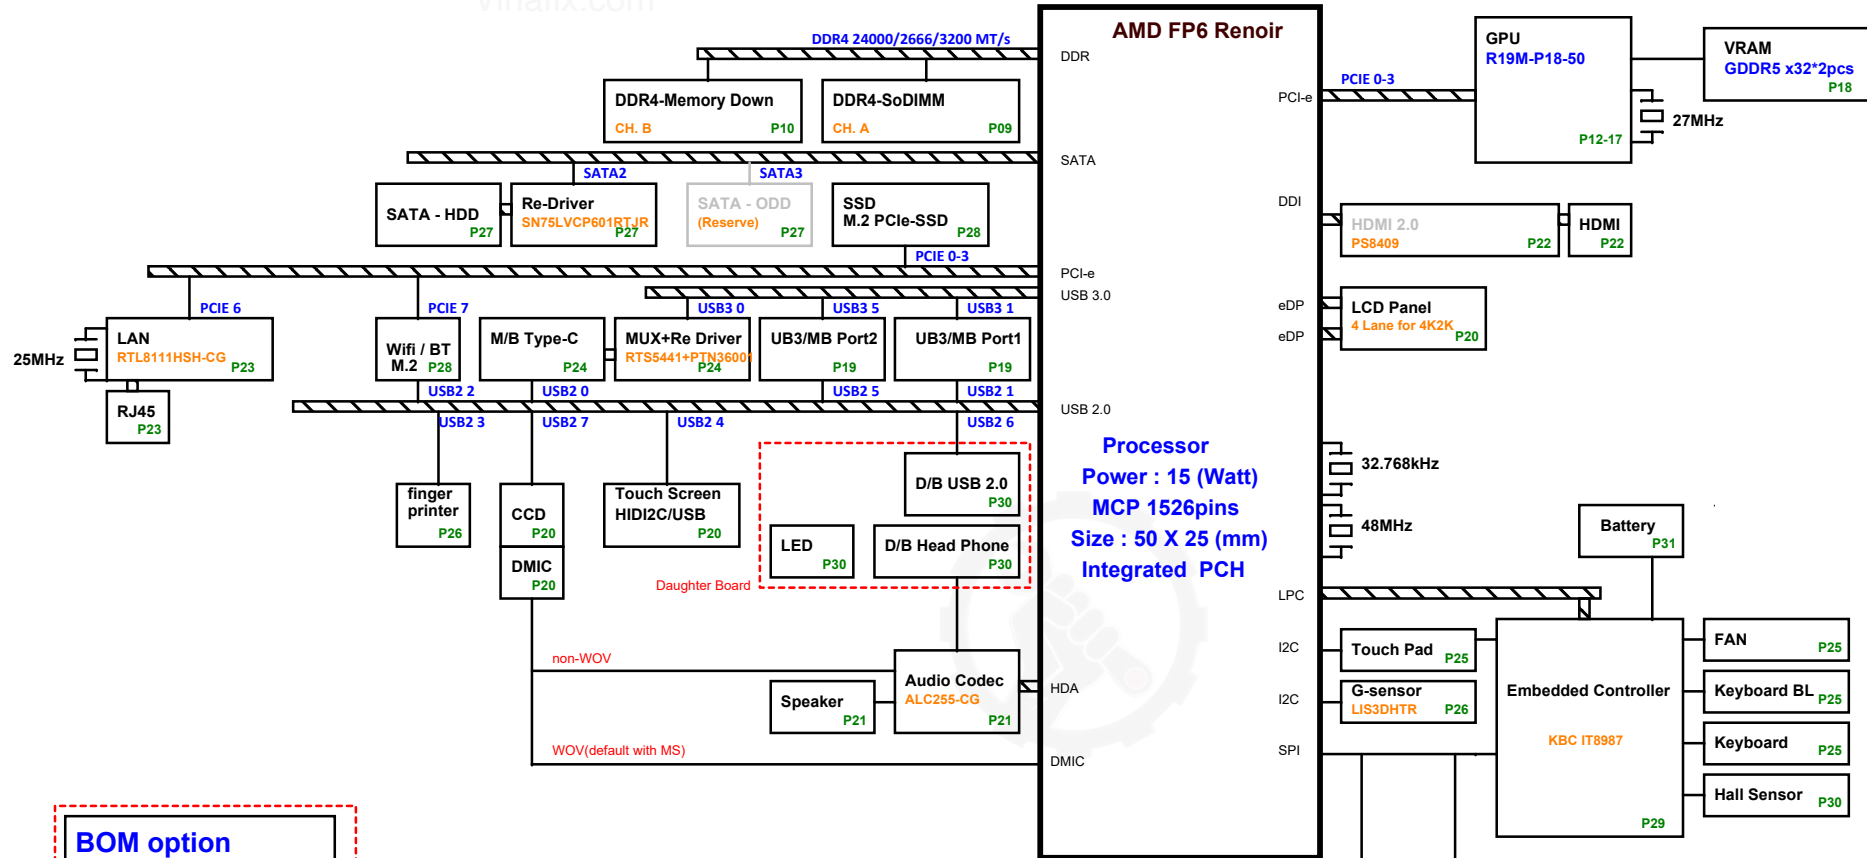 Vinafix.com
AMD FP6 Renoir
DDR4 24000/2666/3200 MT/s
DDR
DDR4-Memory Down
CH. B
P10
DDR4-SoDIMM
CH. A
P09
SATA
SATA2
SATA3
SATA - HDD
P27
Re-Driver
SN75LVCP601RTJR
P27
SATA - ODD
(Reserve)
P27
SSD
M.2 PCIe-SSD
P28
PCIE 0-3
PCI-e
USB 3.0
PCIE 6
PCIE 7
USB3 0
USB3 5
USB3 1
25MHz
LAN
RTL8111HSH-CG
P23
RJ45
P23
Wifi / BT
M.2
P28
M/B Type-C
P24
MUX+Re Driver
RTS5441+PTN36001
P24
UB3/MB Port2
P19
UB3/MB Port1
P19
USB2 2
USB2 0
USB2 5
USB2 1
USB 2.0
USB2 3
USB2 7
USB2 4
USB2 6
finger
printer
P26
CCD
P20
DMIC
P20
Touch Screen
HIDI2C/USB
P20
D/B USB 2.0
P30
LED
P30
D/B Head Phone
P30
Daughter Board
non-WOV
Speaker
P21
Audio Codec
ALC255-CG
P21
HDA
WOV(default with MS)
DMIC
BOM option
Processor
Power : 15 (Watt)
MCP 1526pins
Size : 50 X 25 (mm)
Integrated PCH
PCI-e
PCIE 0-3
GPU
R19M-P18-50
P12-17
VRAM
GDDR5 x32*2pcs
P18
27MHz
DDI
HDMI 2.0
PS8409
P22
HDMI
P22
eDP
eDP
LCD Panel
4 Lane for 4K2K
P20
32.768kHz
48MHz
Battery
P31
LPC
I2C
Touch Pad
P25
I2C
G-sensor
LIS3DHTR
P26
SPI
Embedded Controller
KBC IT8987
P29
FAN
P25
Keyboard BL
P25
Keyboard
P25
Hall Sensor
P30